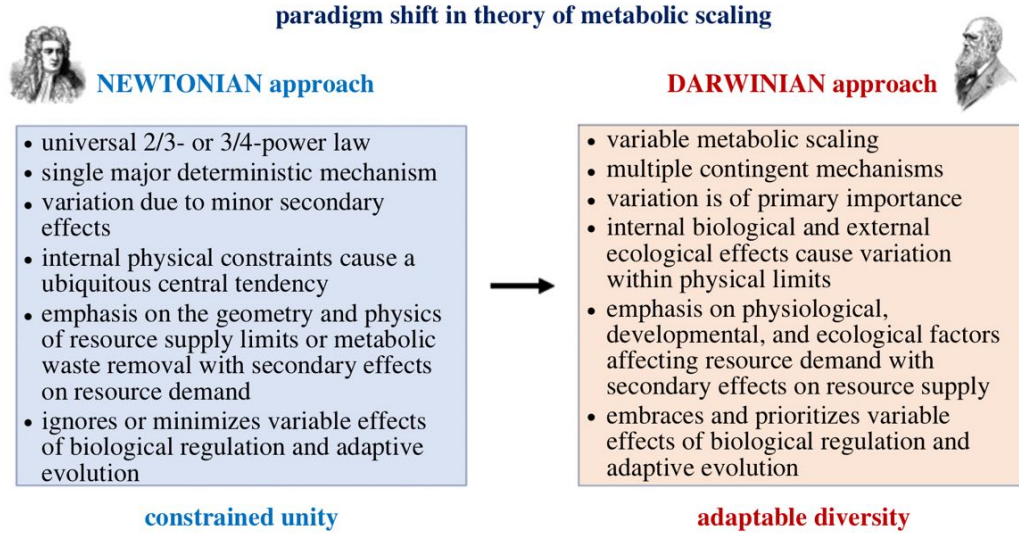 paradigm shift in theory of metabolic scaling
NEWTONIAN approach
• universal 2/3- or 3/4-power law
• single major deterministic mechanism
• variation due to minor secondary
effects
• internal physical constraints cause a
ubiquitous central tendency
• emphasis on the geometry and physics
of resource supply limits or metabolic
waste removal with secondary effects
on resource demand
• ignores or minimizes variable effects
of biological regulation and adaptive
evolution
constrained unity
DARWINIAN approach
• variable metabolic scaling
• multiple contingent mechanisms
• variation is of primary importance
• internal biological and external
ecological effects cause variation
within physical limits
• emphasis on physiological,
developmental, and ecological factors
affecting resource demand with
secondary effects on resource supply
• embraces and prioritizes variable
effects of biological regulation and
adaptive evolution
adaptable diversity